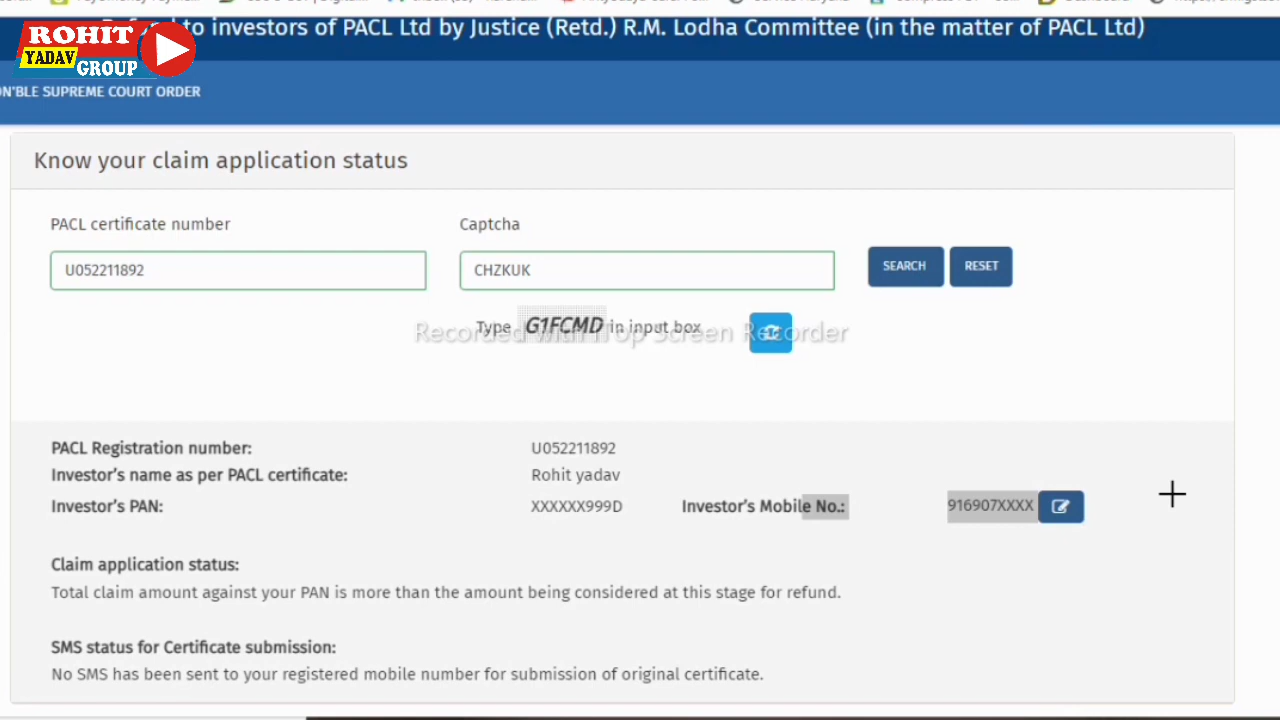 ROHIT
YADAV
GROUP
to investors of PACL Ltd by Justice (Retd.) R.M. Lodha Committee (in the matter of PACL Ltd)
ON'BLE SUPREME COURT ORDER
Know your claim application status
PACL certificate number
Captcha
U052211892
CHZKUK
SEARCH
RESET
Type G1FCMD in input box
Recorded with iTop Screen Recorder
PACL Registration number: U052211892
Investor's name as per PACL certificate: Rohit yadav
Investor's PAN: XXXXXX999D Investor's Mobile No.: 916907XXXX
Claim application status:
Total claim amount against your PAN is more than the amount being considered at this stage for refund.
SMS status for Certificate submission:
No SMS has been sent to your registered mobile number for submission of original certificate.